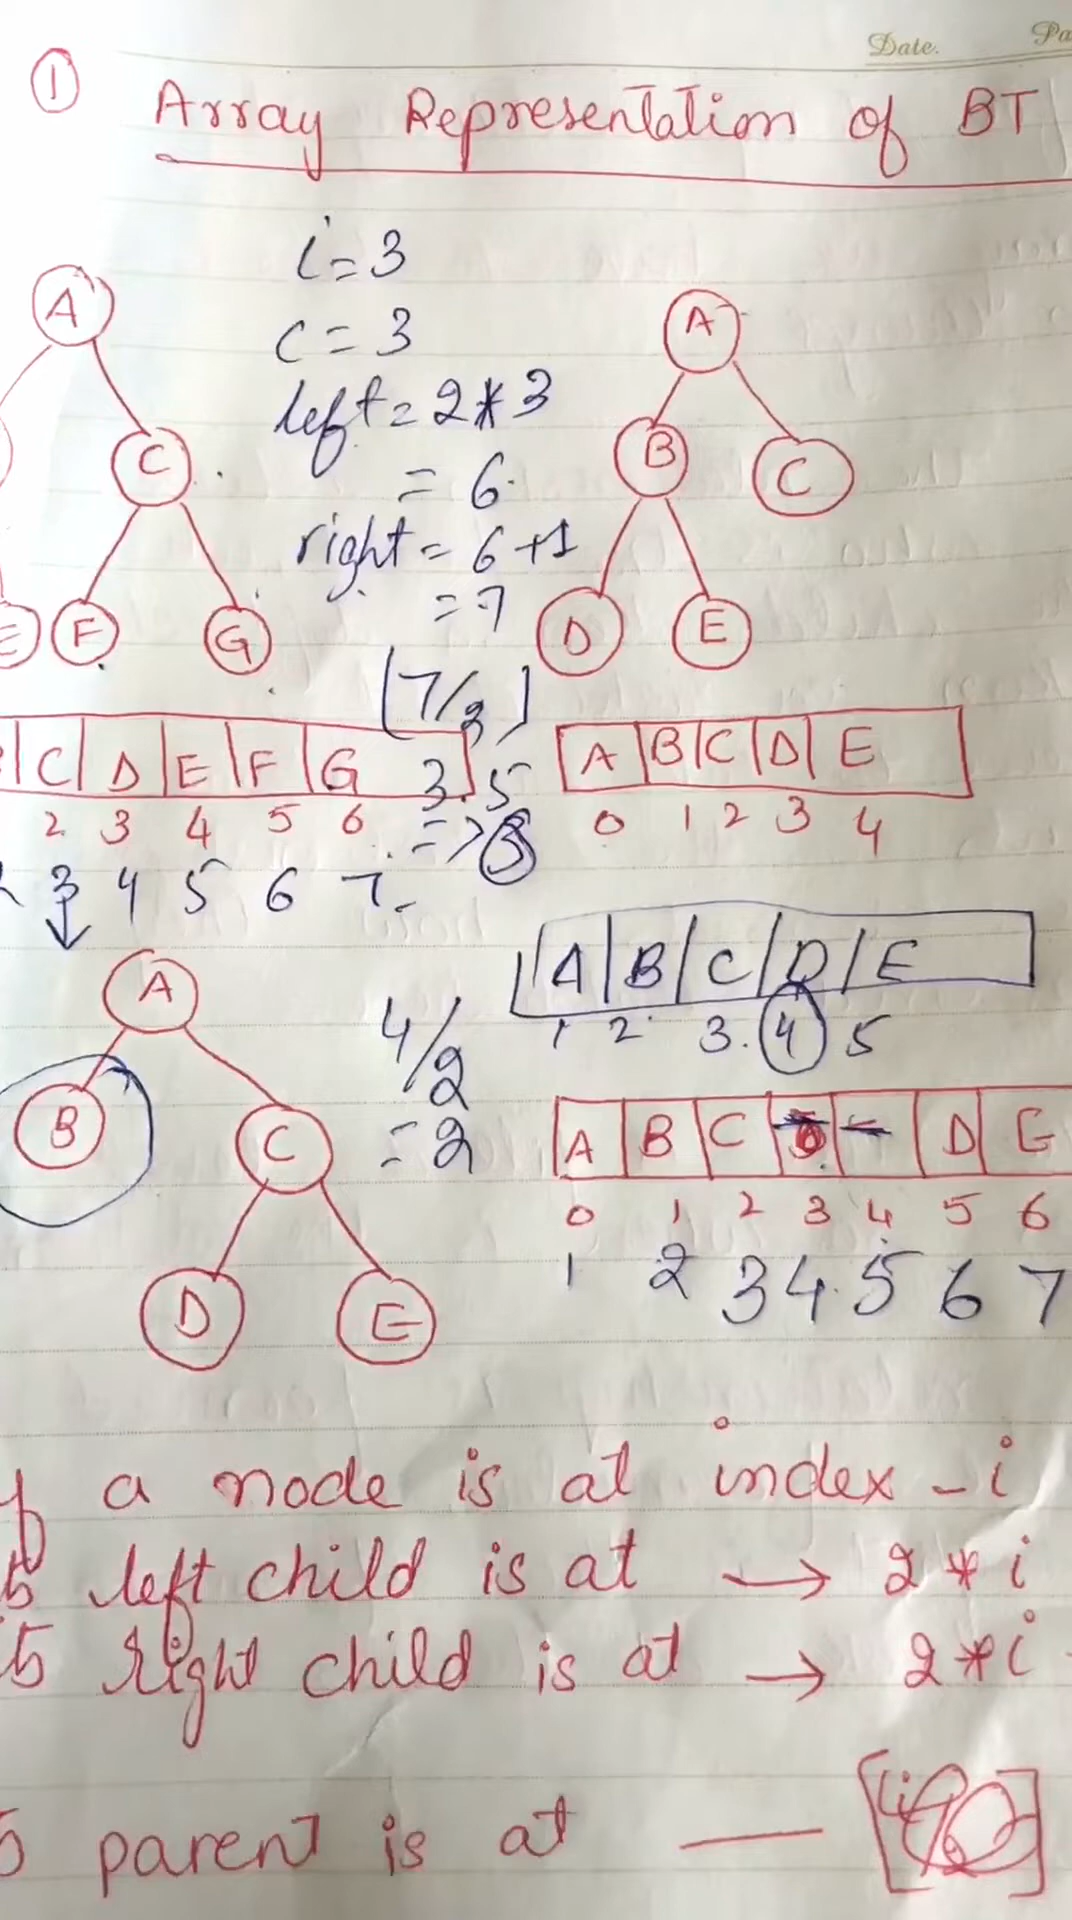 Date.
Pa
1
Array Representation of BT
i = 3
c = 3
left = 2 * 3
= 6.
right = 6 + 1
= 7
A
C
E F G
A
B C
D E
[7/2]
3.5
=> 3
C D E F G
2 3 4 5 6
3 4 5 6 7
A B C D E
0 1 2 3 4
A B C D E
1 2 3. 4 5
A
B C
D E
4/2
= 2
A B C - - D E
0 1 2 3 4 5 6
1 2 3 4 5 6 7
a node is at index - i
left child is at → 2 * i
right child is at → 2 * i
parent is at —